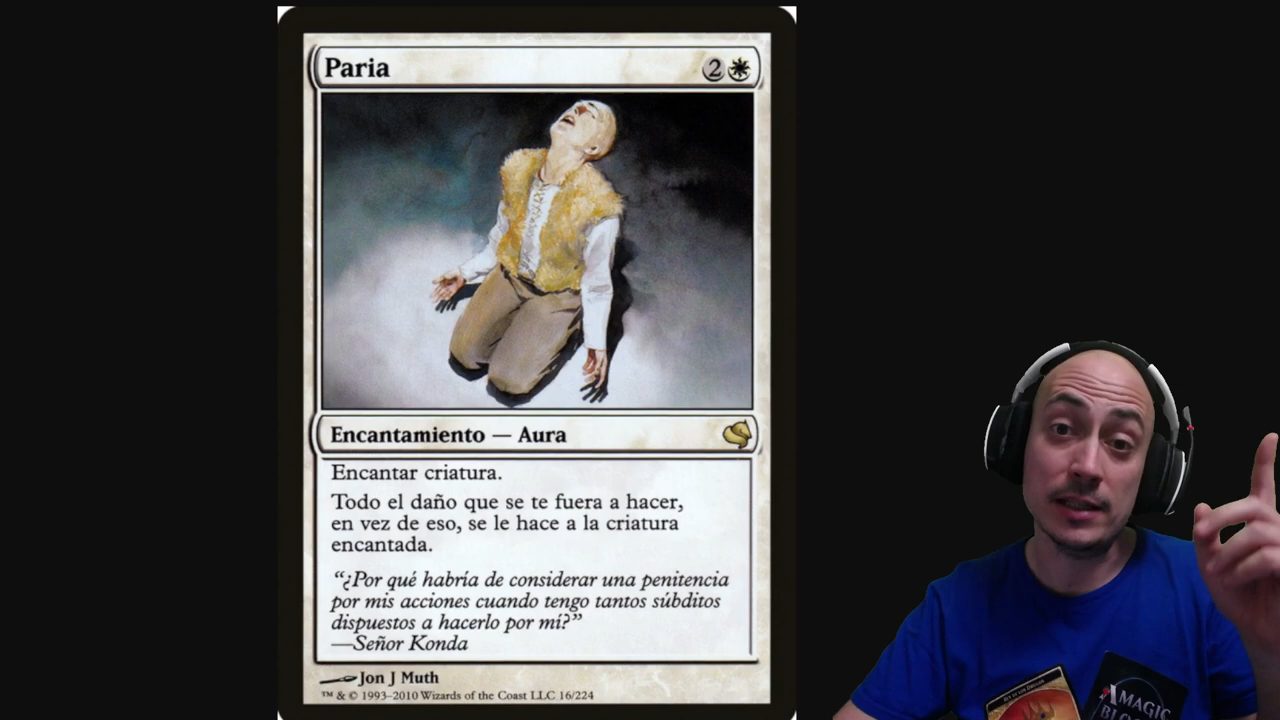 Paria
2
Encantamiento — Aura
Encantar criatura.
Todo el daño que se te fuera a hacer,
en vez de eso, se le hace a la criatura
encantada.
“¿Por qué habría de considerar una penitencia
por mis acciones cuando tengo tantos súbditos
dispuestos a hacerlo por mí?”
—Señor Konda
Jon J Muth
™ & © 1993–2010 Wizards of the Coast LLC 16/224
MAGIC